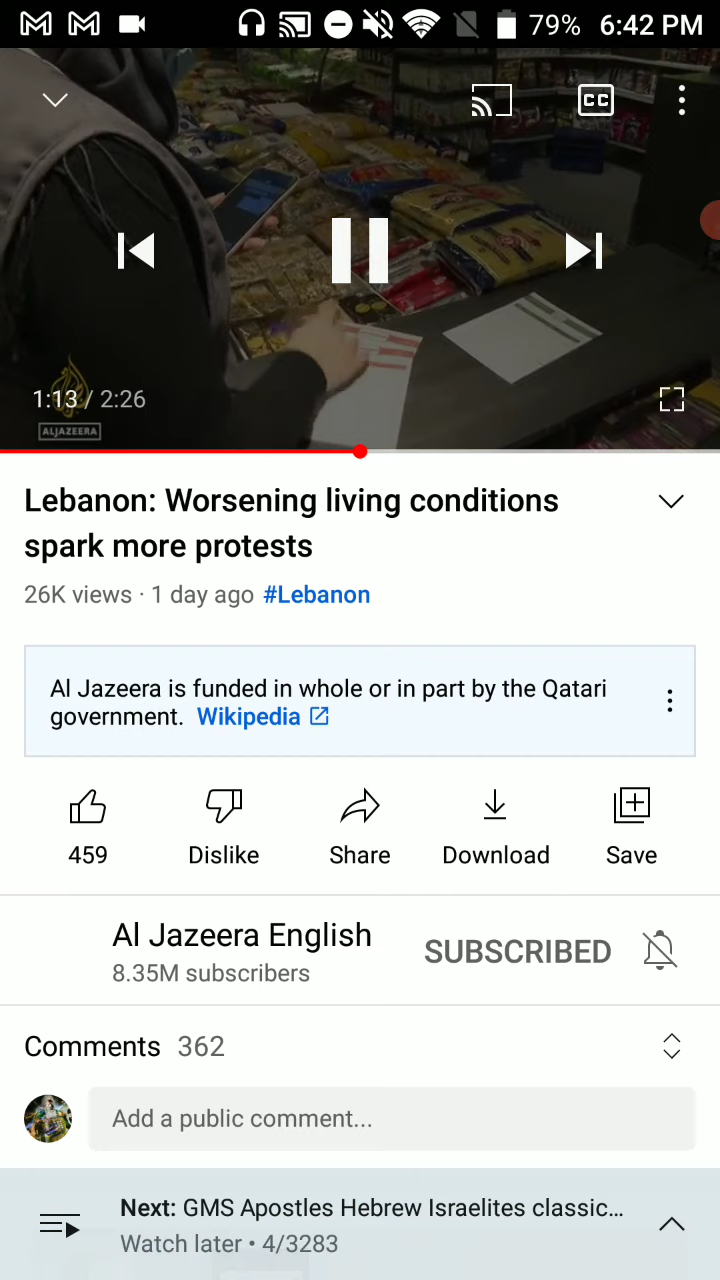 79% 6:42 PM
CC
1:13 / 2:26
ALJAZEERA
Lebanon: Worsening living conditions
spark more protests
26K views · 1 day ago #Lebanon
Al Jazeera is funded in whole or in part by the Qatari
government. Wikipedia
459 Dislike Share Download Save
Al Jazeera English
8.35M subscribers
SUBSCRIBED
Comments 362
Add a public comment...
Next: GMS Apostles Hebrew Israelites classic...
Watch later • 4/3283